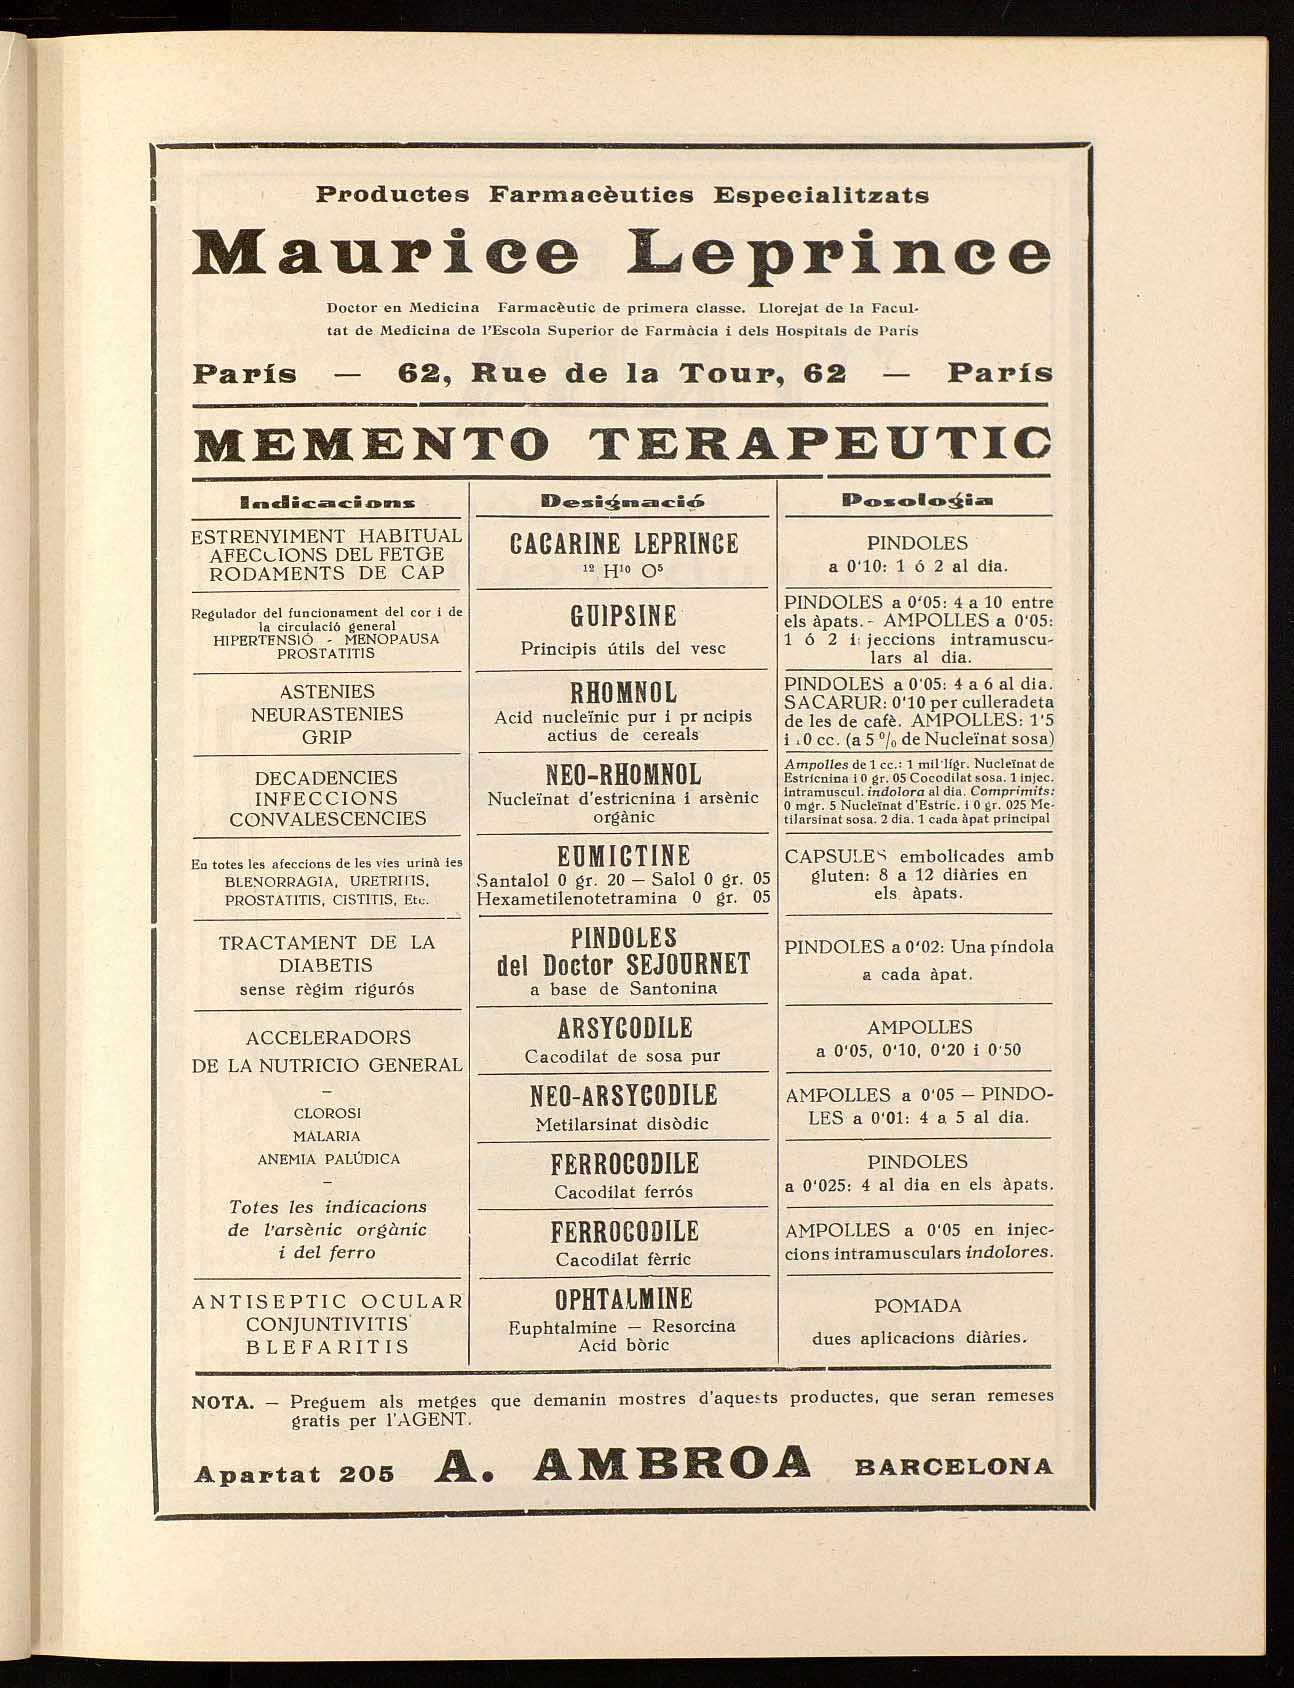 Productes Farmacèutics Especialitzats
Maurice Leprince
Doctor en Medicina Farmacèutic de primera classe. Llorejat de la Facul-
tat de Medicina de l'Escola Superior de Farmàcia i dels Hospitals de París
París — 62, Rue de la Tour, 62 — París
MEMENTO TERAPEUTIC
Indicacions
Designació
Posología
ESTRENYIMENT HABITUAL
AFECCIONS DEL FETGE
RODAMENTS DE CAP
CACARINE LEPRINCE
¹² H¹⁰ O⁵
PINDOLES
a 0'10: 1 ó 2 al dia.
Regulador del funcionament del cor i de
la circulació general
HIPERTENSIÓ - MENOPAUSA
PROSTATITIS
GUIPSINE
Principis útils del vesc
PINDOLES a 0'05: 4 a 10 entre
els àpats. - AMPOLLES a 0'05:
1 ó 2 i jeccions intramuscu-
lars al dia.
ASTENIES
NEURASTENIES
GRIP
RHOMNOL
Acid nucleïnic pur i pr ncipis
actius de cereals
PINDOLES a 0'05: 4 a 6 al dia.
SACARUR: 0'10 per culleradeta
de les de cafè. AMPOLLES: 1'5
i .0 cc. (a 5 % de Nucleïnat sosa)
DECADENCIES
INFECCIONS
CONVALESCENCIES
NEO-RHOMNOL
Nucleïnat d'estricnina i arsènic
orgànic
Ampolles de 1 cc.: 1 mil·lígr. Nucleïnat de
Estricnina i 0 gr. 05 Cocodilat sosa. 1 injec.
intramuscul. indolora al dia. Comprimits:
0 mgr. 5 Nucleïnat d'Estric. i 0 gr. 025 Me-
tilarsinat sosa. 2 dia. 1 cada àpat principal
En totes les afeccions de les vies urinà ies
BLENORRAGIA, URETRITIS,
PROSTATITIS, CISTITIS, Etc.
EUMICTINE
Santalol 0 gr. 20 — Salol 0 gr. 05
Hexametilenotetramina 0 gr. 05
CAPSULES embolicades amb
gluten: 8 a 12 diàries en
els àpats.
TRACTAMENT DE LA
DIABETIS
sense règim rigurós
PINDOLES
del Doctor SEJOURNET
a base de Santonina
PINDOLES a 0'02: Una píndola
a cada àpat.
ACCELERADORS
DE LA NUTRICIO GENERAL
–
CLOROSI
MALARIA
ANEMIA PALÚDICA
–
Totes les indicacions
de l'arsènic orgànic
i del ferro
ARSYCODILE
Cacodilat de sosa pur
AMPOLLES
a 0'05, 0'10, 0'20 i 0'50
NEO-ARSYCODILE
Metilarsinat disòdic
AMPOLLES a 0'05 — PINDO-
LES a 0'01: 4 a 5 al dia.
FERROCODILE
Cacodilat ferrós
PINDOLES
a 0'025: 4 al dia en els àpats.
FERROCODILE
Cacodilat fèrric
AMPOLLES a 0'05 en injec-
cions intramusculars indolores.
ANTISEPTIC OCULAR
CONJUNTIVITIS
BLEFARITIS
OPHTALMINE
Euphtalmine — Resorcina
Acid bòric
POMADA
dues aplicacions diàries.
NOTA. — Preguem als metges que demanin mostres d'aquests productes, que seran remeses
gratis per l'AGENT.
Apartat 205 A. AMBROA BARCELONA